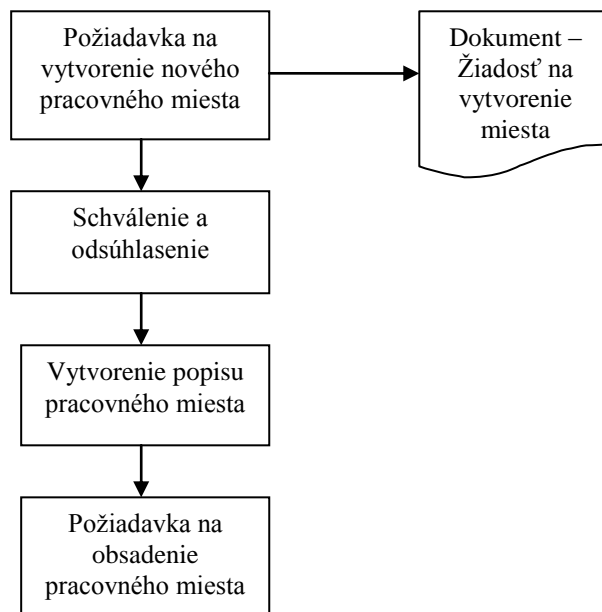 Požiadavka na
vytvorenie nového
pracovného miesta
Dokument –
Žiadosť na
vytvorenie
miesta
Schválenie a
odsúhlasenie
Vytvorenie popisu
pracovného miesta
Požiadavka na
obsadenie
pracovného miesta